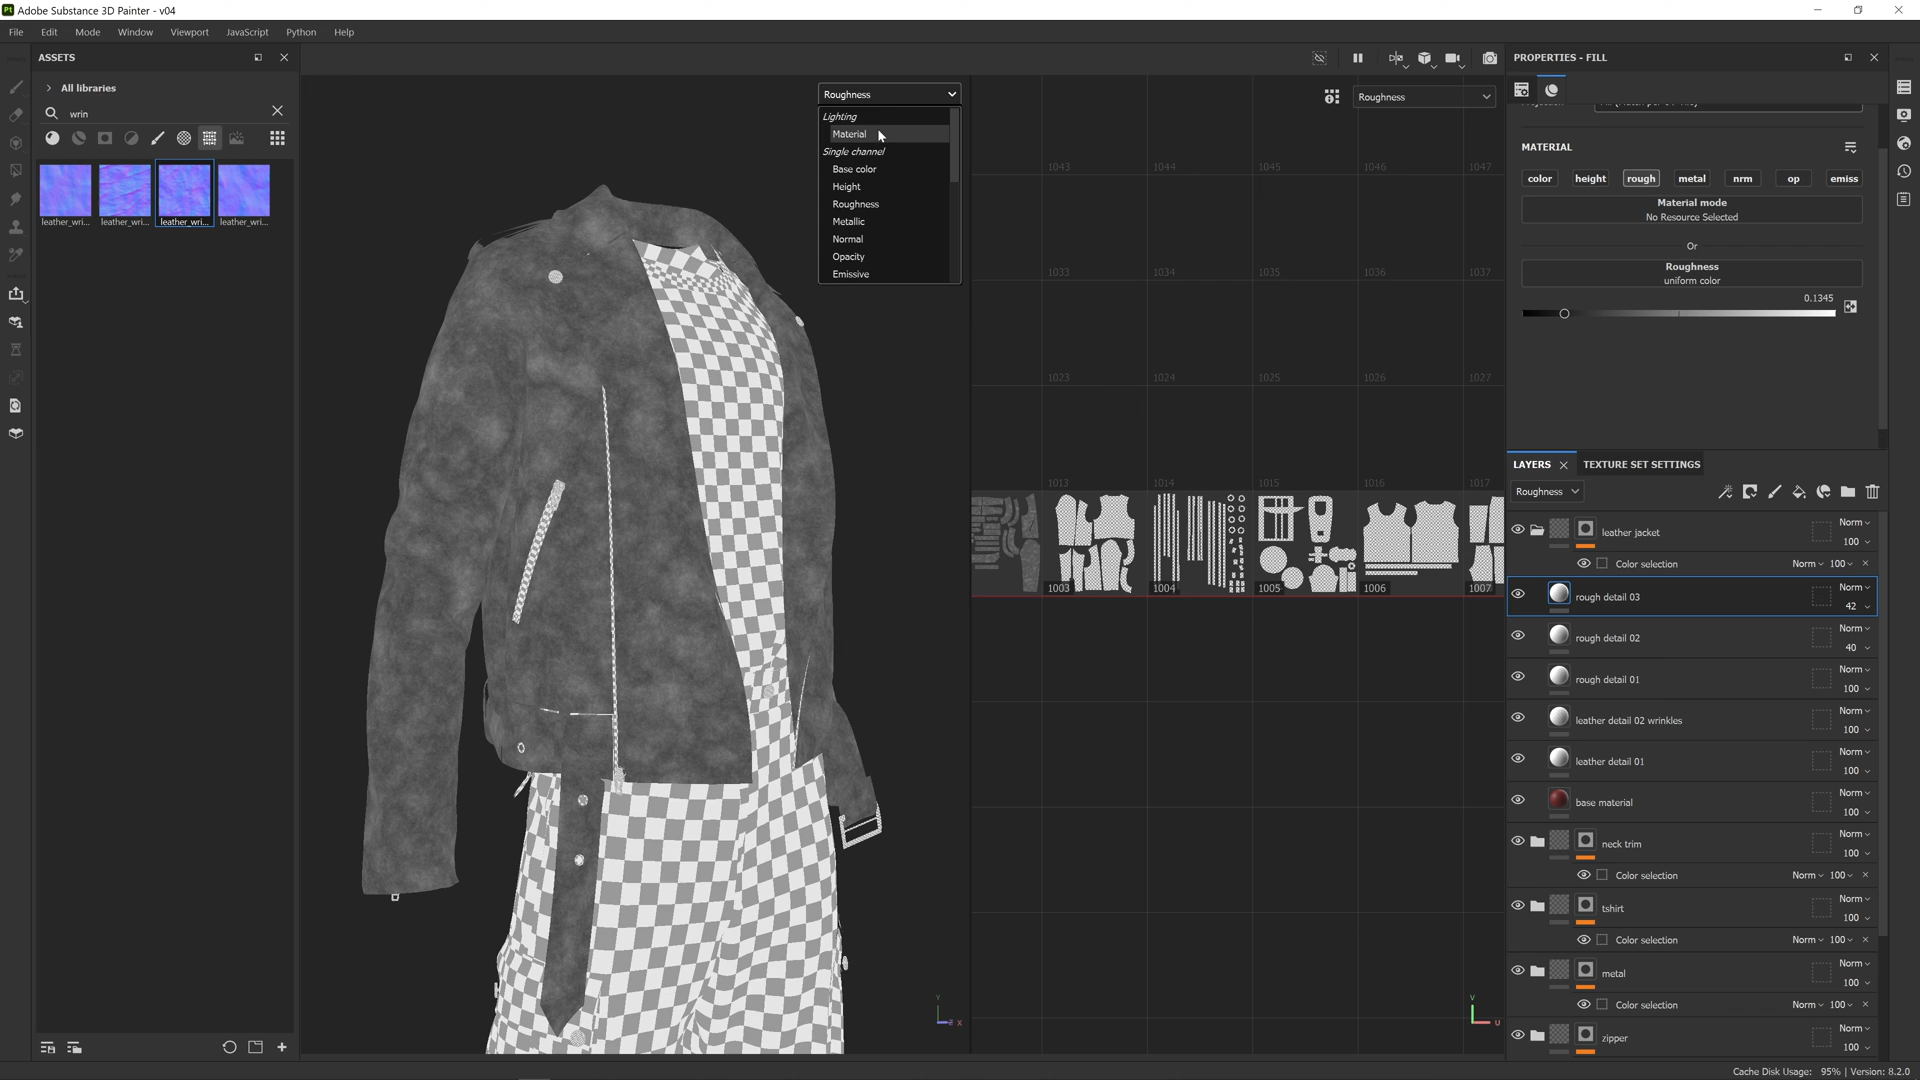 Pt Adobe Substance 3D Painter - v04
File Edit Mode Window Viewport JavaScript Python Help
ASSETS
All libraries
wrin
leather_wri... leather_wri... leather_wri... leather_wri...
Roughness
Lighting
Material
Single channel
Base color
Height
Roughness
Metallic
Normal
Opacity
Emissive
Roughness
1043 1044 1045 1046 1047
1033 1034 1035 1036 1037
1023 1024 1025 1026 1027
1013 1014 1015 1016 1017
1003 1004 1005 1006 1007
Y
Z X
V
U
PROPERTIES - FILL
MATERIAL
color height rough metal nrm op emiss
Material mode
No Resource Selected
Or
Roughness
uniform color
0.1345
LAYERS TEXTURE SET SETTINGS
Roughness
leather jacket Norm
100
Color selection Norm 100
rough detail 03 Norm
42
rough detail 02 Norm
40
rough detail 01 Norm
100
leather detail 02 wrinkles Norm
100
leather detail 01 Norm
100
base material Norm
100
neck trim Norm
100
Color selection Norm 100
tshirt Norm
100
Color selection Norm 100
metal Norm
100
Color selection Norm 100
zipper Norm
100
Cache Disk Usage: 95% | Version: 8.2.0